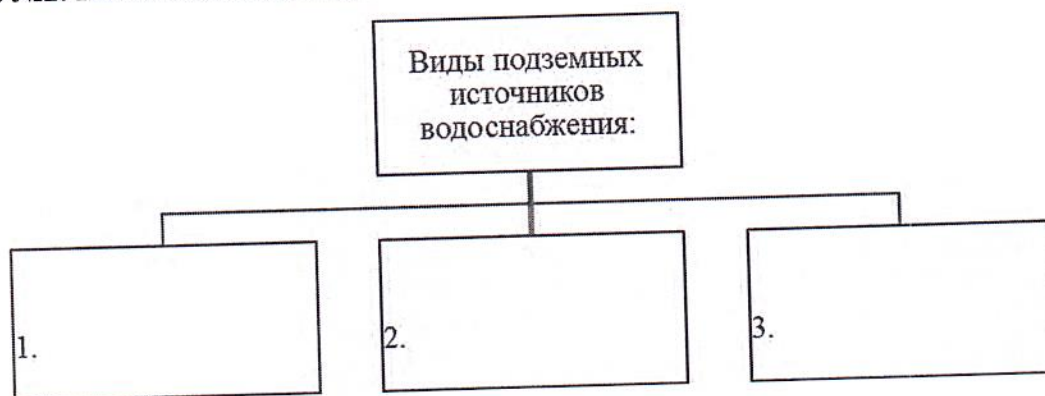 Виды подземных
источников
водоснабжения:
1.
2.
3.